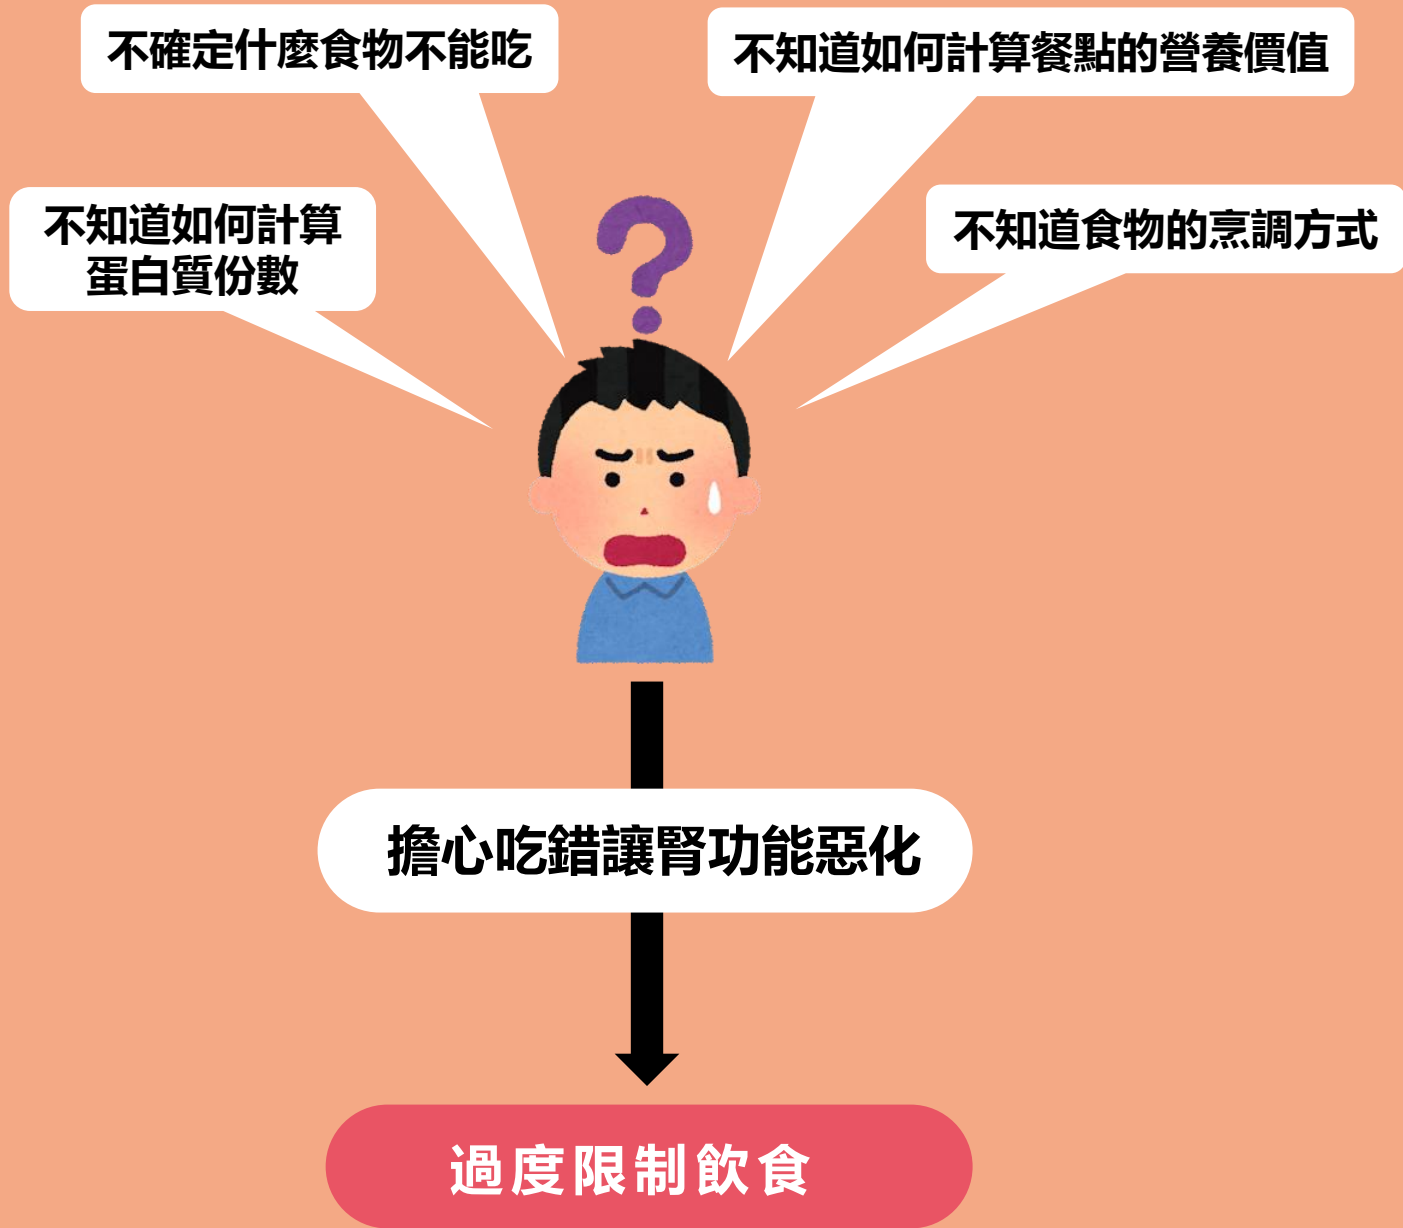 不確定什麼食物不能吃
不知道如何計算餐點的營養價值
不知道如何計算
蛋白質份數
不知道食物的烹調方式
擔心吃錯讓腎功能惡化
過度限制飲食